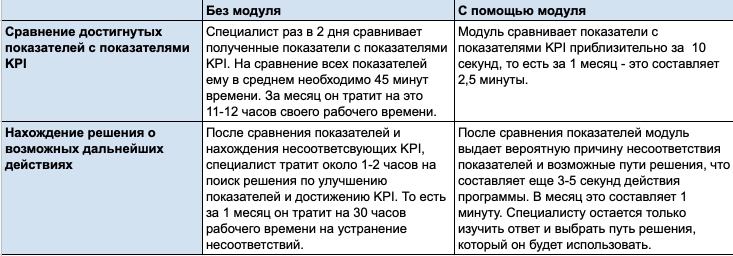 Без модуля
С помощью модуля
Сравнение достигнутых
показателей с показателями
KPI
Специалист раз в 2 дня сравнивает
полученные показатели с показателями
KPI. На сравнение всех показателей
ему в среднем необходимо 45 минут
времени. За месяц он тратит на это
11-12 часов своего рабочего времени.
Модуль сравнивает показатели с
показателями KPI приблизительно за 10
секунд, то есть за 1 месяц - это составляет
2,5 минуты.
Нахождение решения о
возможных дальнейших
действиях
После сравнения показателей и
нахождения несоответсвующих KPI,
специалист тратит около 1-2 часов на
поиск решения по улучшению
показателей и достижению KPI. То есть
за 1 месяц он тратит на 30 часов
рабочего времени на устранение
несоответствий.
После сравнения показателей модуль
выдает вероятную причину несоответствия
показателей и возможные пути решения, что
составляет еще 3-5 секунд действия
программы. В месяц это составляет 1
минуту. Специалисту остается только
изучить ответ и выбрать путь решения,
который он будет использовать.